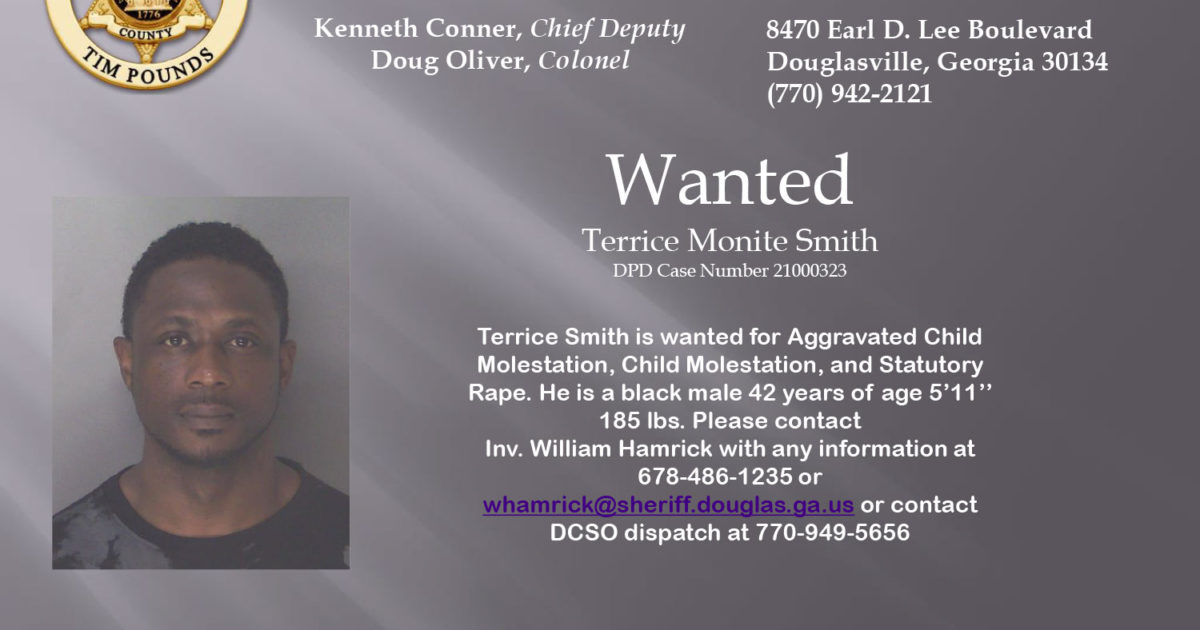 1776
COUNTY
TIM POUNDS
Kenneth Conner, Chief Deputy
Doug Oliver, Colonel
8470 Earl D. Lee Boulevard
Douglasville, Georgia 30134
(770) 942-2121
Wanted
Terrice Monite Smith
DPD Case Number 21000323
Terrice Smith is wanted for Aggravated Child
Molestation, Child Molestation, and Statutory
Rape. He is a black male 42 years of age 5’11’’
185 lbs. Please contact
Inv. William Hamrick with any information at
678-486-1235 or
whamrick@sheriff.douglas.ga.us or contact
DCSO dispatch at 770-949-5656